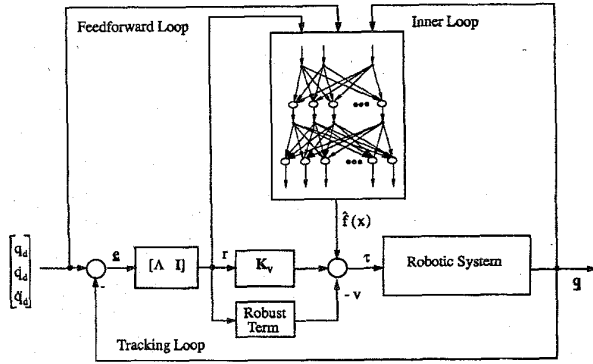 Feedforward Loop
Inner Loop
•••
•••
f̂ (x)
q_d
q̇_d
q̈_d
-
e
[Λ I]
r
K_v
τ
Robotic System
q
Robust
Term
- v
Tracking Loop